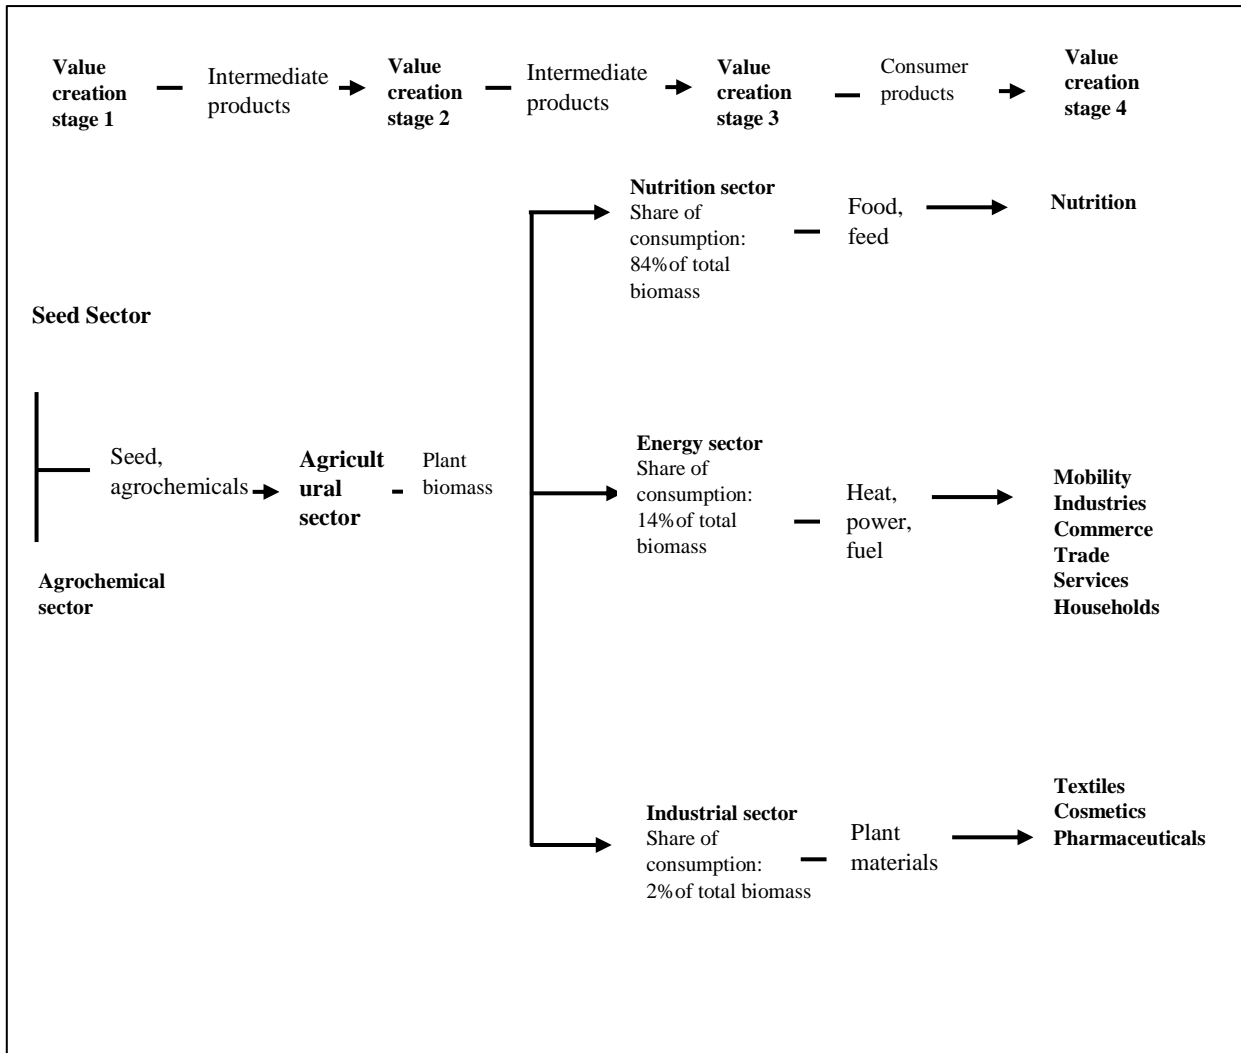 Value
creation
stage 1
Intermediate
products
Value
creation
stage 2
Intermediate
products
Value
creation
stage 3
Consumer
products
Value
creation
stage 4
Nutrition sector
Share of
consumption:
84% of total
biomass
Food,
feed
Nutrition
Seed Sector
Seed,
agrochemicals
Agricult
ural
sector
Plant
biomass
Energy sector
Share of
consumption:
14% of total
biomass
Heat,
power,
fuel
Mobility
Industries
Commerce
Trade
Services
Households
Agrochemical
sector
Industrial sector
Share of
consumption:
2% of total biomass
Plant
materials
Textiles
Cosmetics
Pharmaceuticals